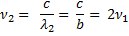 ν₂ = c/λ₂ = c/b = 2ν₁